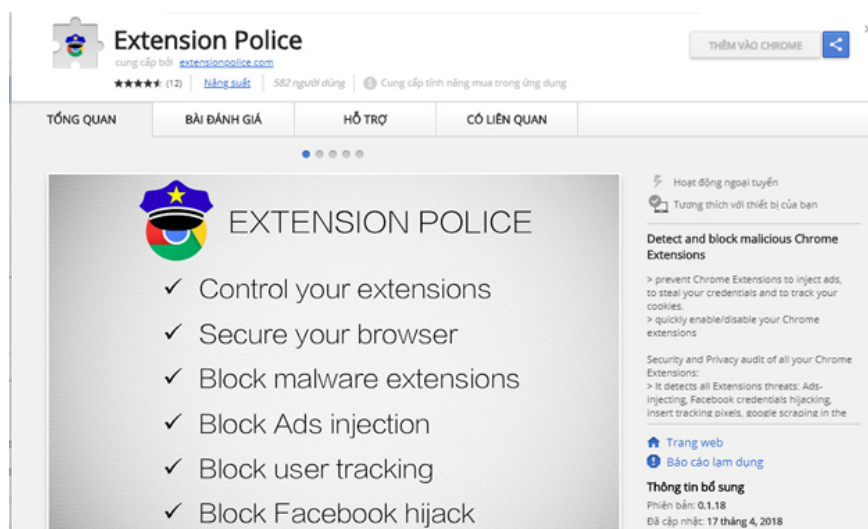 Extension Police
cung cấp bởi extensionpolice.com
(12) Năng suất 582 người dùng Cung cấp tính năng mua trong ứng dụng
THÊM VÀO CHROME
TỔNG QUAN BÀI ĐÁNH GIÁ HỖ TRỢ CÓ LIÊN QUAN
EXTENSION POLICE
✓ Control your extensions
✓ Secure your browser
✓ Block malware extensions
✓ Block Ads injection
✓ Block user tracking
✓ Block Facebook hijack
Hoạt động ngoại tuyến
Tương thích với thiết bị của bạn
Detect and block malicious Chrome
Extensions
> prevent Chrome Extensions to inject ads,
to steal your credentials and to track your
cookies.
> quickly enable/disable your Chrome
extensions
Security and Privacy audit of all your Chrome
Extensions:
> It detects all Extensions threats: Ads-
injecting, Facebook credentials hijacking,
insert tracking pixels, google scraping in the
Trang web
Báo cáo lạm dụng
Thông tin bổ sung
Phiên bản: 0.1.18
Đã cập nhật: 17 tháng 4, 2018